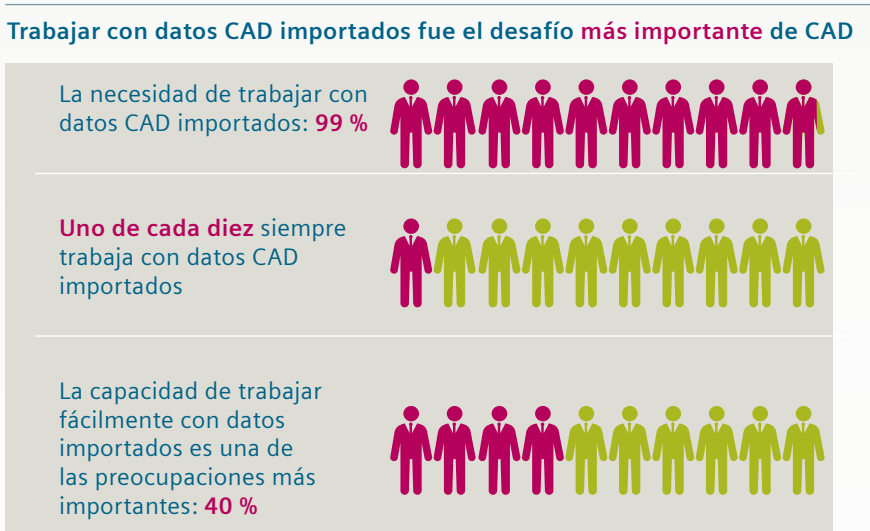 Trabajar con datos CAD importados fue el desafío más importante de CAD
La necesidad de trabajar con
datos CAD importados: 99 %
Uno de cada diez siempre
trabaja con datos CAD
importados
La capacidad de trabajar
fácilmente con datos
importados es una de
las preocupaciones más
importantes: 40 %